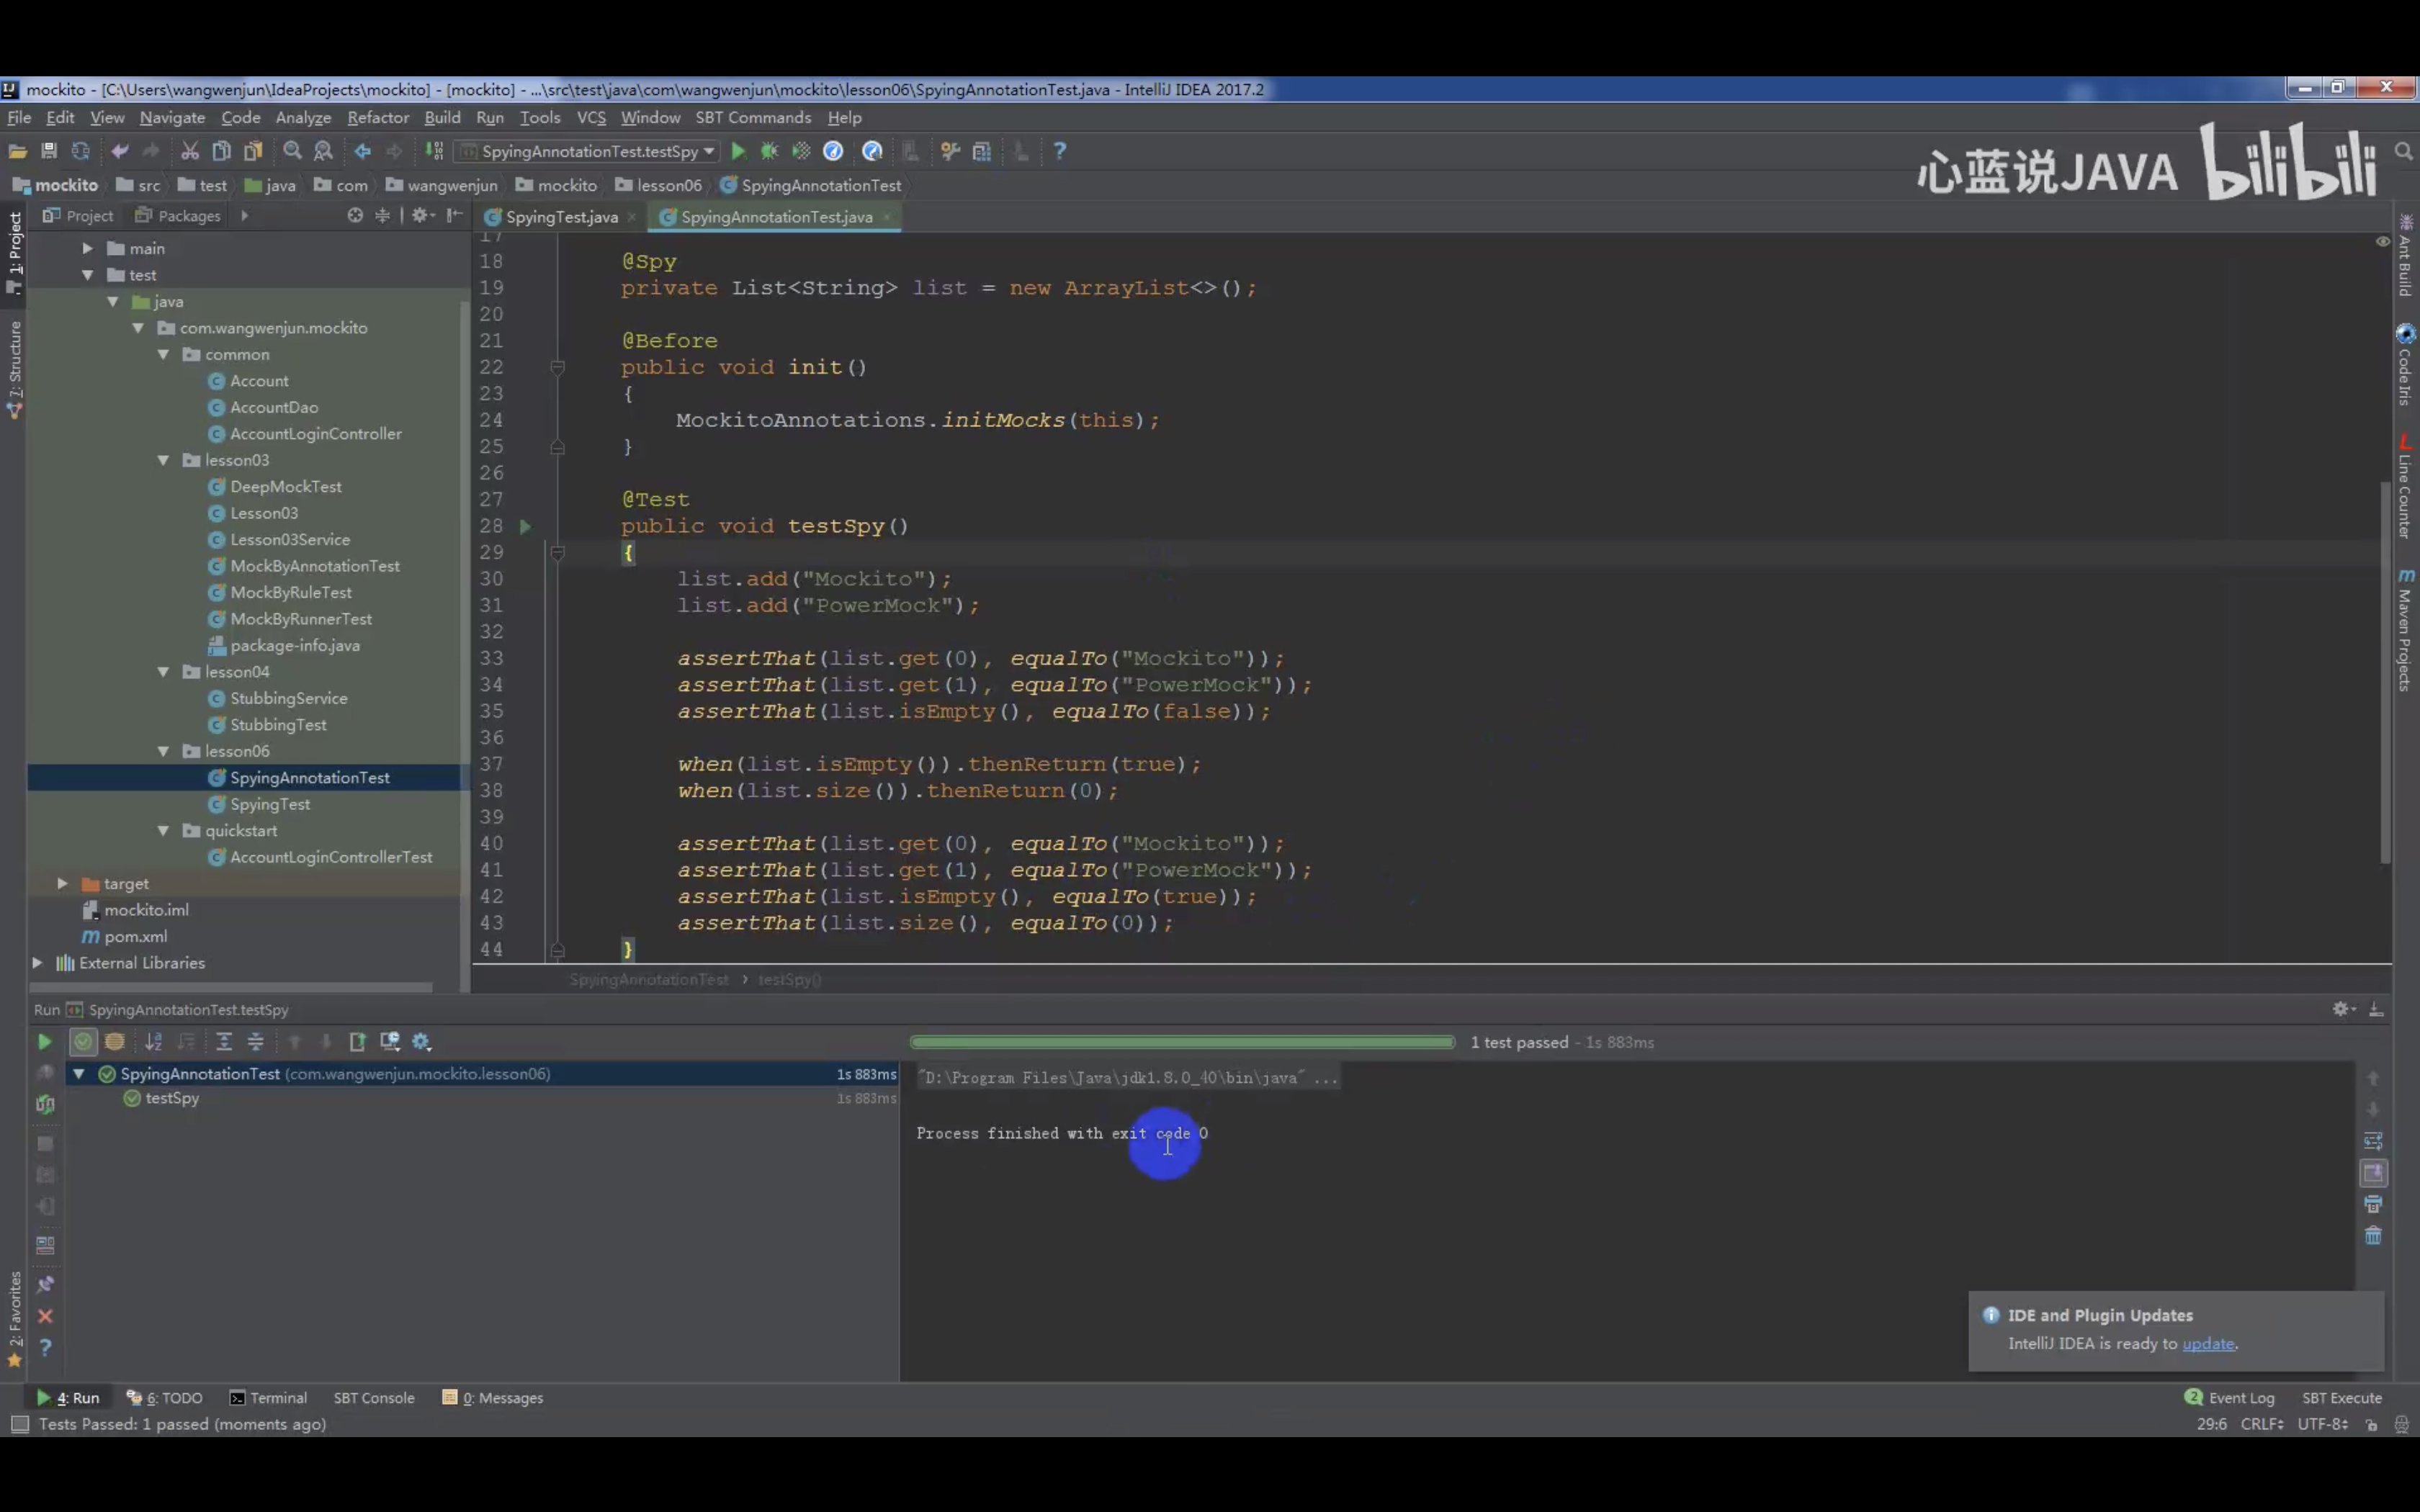 mockito - [C:\Users\wangwenjun\IdeaProjects\mockito] - [mockito] - ...\src\test\java\com\wangwenjun\mockito\lesson06\SpyingAnnotationTest.java - IntelliJ IDEA 2017.2
File Edit View Navigate Code Analyze Refactor Build Run Tools VCS Window SBT Commands Help
SpyingAnnotationTest.testSpy
心蓝说JAVA bilibili
mockito src test java com wangwenjun mockito lesson06 SpyingAnnotationTest
Project Packages
SpyingTest.java SpyingAnnotationTest.java
1: Project
7: Structure
2: Favorites
main
test
java
com.wangwenjun.mockito
common
Account
AccountDao
AccountLoginController
lesson03
DeepMockTest
Lesson03
Lesson03Service
MockByAnnotationTest
MockByRuleTest
MockByRunnerTest
package-info.java
lesson04
StubbingService
StubbingTest
lesson06
SpyingAnnotationTest
SpyingTest
quickstart
AccountLoginControllerTest
target
mockito.iml
pom.xml
External Libraries
17
18 @Spy
19 private List<String> list = new ArrayList<>();
20
21 @Before
22 public void init()
23 {
24 MockitoAnnotations.initMocks(this);
25 }
26
27 @Test
28 public void testSpy()
29 {
30 list.add("Mockito");
31 list.add("PowerMock");
32
33 assertThat(list.get(0), equalTo("Mockito"));
34 assertThat(list.get(1), equalTo("PowerMock"));
35 assertThat(list.isEmpty(), equalTo(false));
36
37 when(list.isEmpty()).thenReturn(true);
38 when(list.size()).thenReturn(0);
39
40 assertThat(list.get(0), equalTo("Mockito"));
41 assertThat(list.get(1), equalTo("PowerMock"));
42 assertThat(list.isEmpty(), equalTo(true));
43 assertThat(list.size(), equalTo(0));
44 }
SpyingAnnotationTest › testSpy()
Ant Build
Code Iris
Line Counter
Maven Projects
Run SpyingAnnotationTest.testSpy
1 test passed - 1s 883ms
SpyingAnnotationTest (com.wangwenjun.mockito.lesson06) 1s 883ms
testSpy 1s 883ms
"D:\Program Files\Java\jdk1.8.0_40\bin\java" ...
Process finished with exit code 0
IDE and Plugin Updates
IntelliJ IDEA is ready to update.
4: Run 6: TODO Terminal SBT Console 0: Messages
2 Event Log SBT Execute
Tests Passed: 1 passed (moments ago)
29:6 CRLF UTF-8